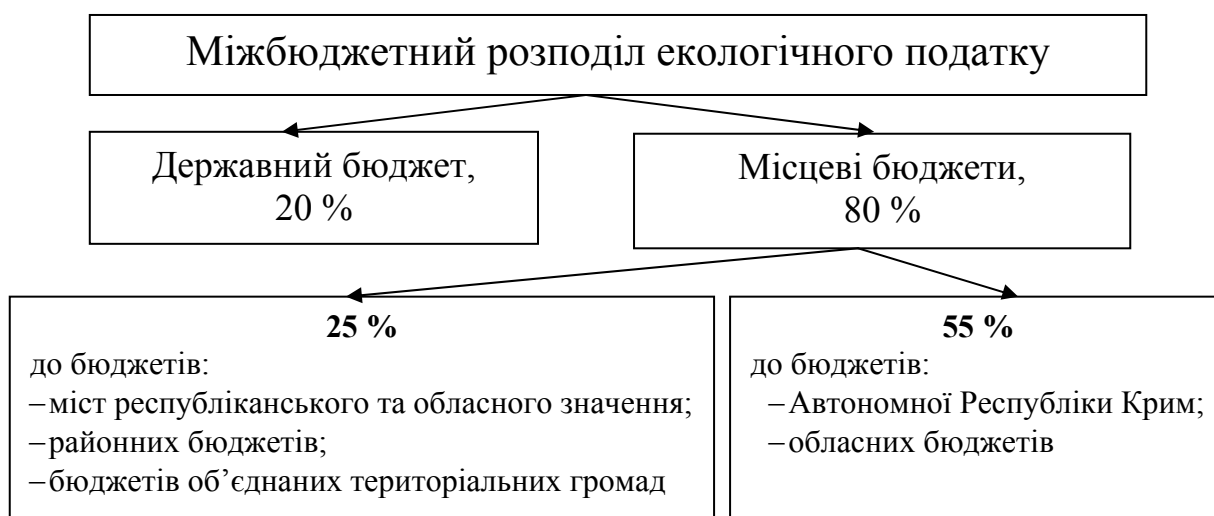 Міжбюджетний розподіл екологічного податку
Державний бюджет,
20 %
Місцеві бюджети,
80 %
25 %
до бюджетів:
–міст республіканського та обласного значення;
–районних бюджетів;
–бюджетів об’єднаних територіальних громад
55 %
до бюджетів:
–Автономної Республіки Крим;
–обласних бюджетів